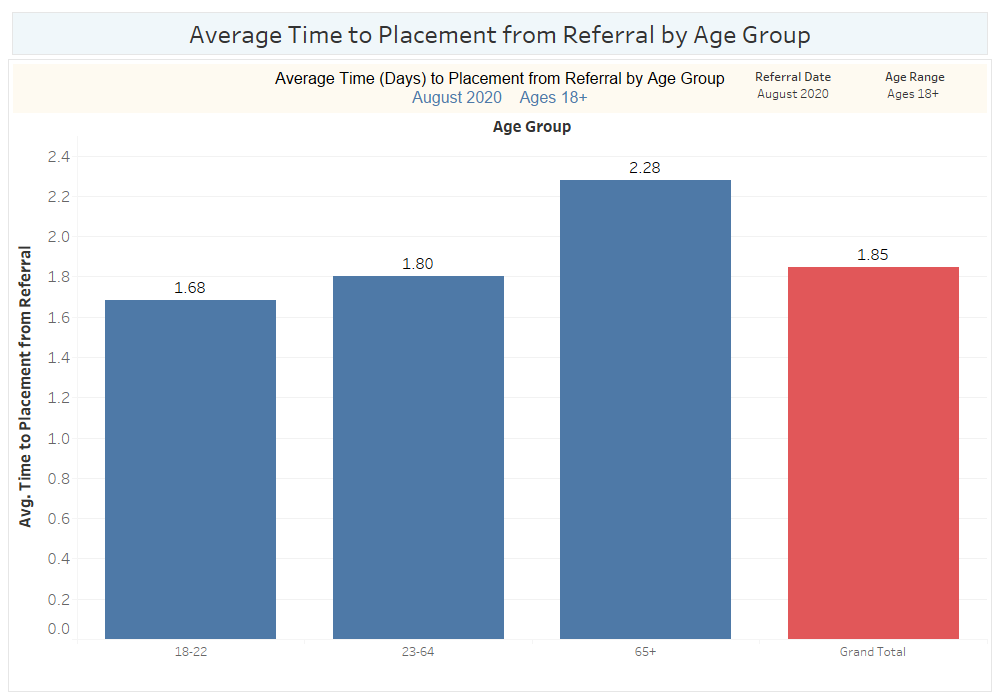 Average Time to Placement from Referral by Age Group
Average Time (Days) to Placement from Referral by Age Group
August 2020 Ages 18+
Referral Date
August 2020
Age Range
Ages 18+
Age Group
Avg. Time to Placement from Referral
2.4
2.2
2.0
1.8
1.6
1.4
1.2
1.0
0.8
0.6
0.4
0.2
0.0
1.68
1.80
2.28
1.85
18-22
23-64
65+
Grand Total